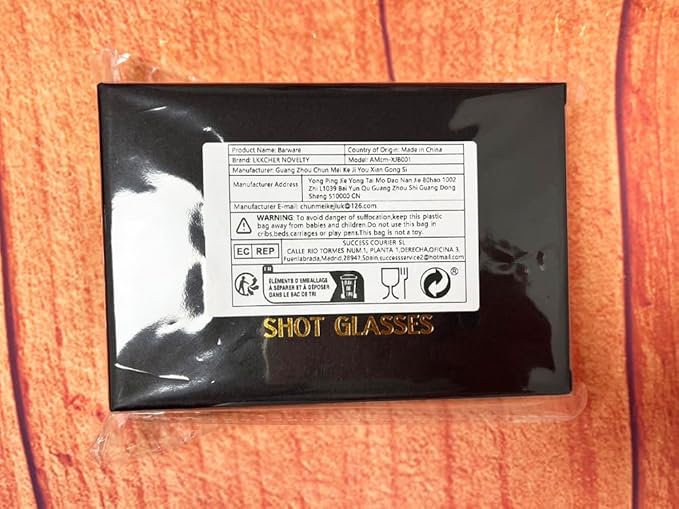 Product Name: Barware
Country of Origin: Made in China
Brand: LKKCHER NOVELTY
Model: AMcm-XJB001
Manufacturer: Guang Zhou Chun Mei Ke Ji You Xian Gong Si
Manufacturer Address
Yong Ping Jie Yong Tai Mo Dao Nan Jie 80hao 1002
Zhi L1039 Bai Yun Qu Guang Zhou Shi Guang Dong
Sheng 510000 CN
Manufacturer E-mail: chunmeikejiuk@126.com
WARNING: To avoid danger of suffocation,keep this plastic
bag away from babies and children.Do not use this bag in
cribs,beds,carriages or play pens.This bag is not a toy.
EC REP
SUCCESS COURIER SL
CALLE RIO TORMES NUM.1, PLANTA 1,DERECHA,OFICINA 3,
Fuenlabrada,Madrid,28947,Spain,successservice2@hotmail.com
FR
ÉLÉMENTS D'EMBALLAGE
À SÉPARER ET À DÉPOSER
DANS LE BAC DE TRI
BAC
DE TRI
®
SHOT GLASSES